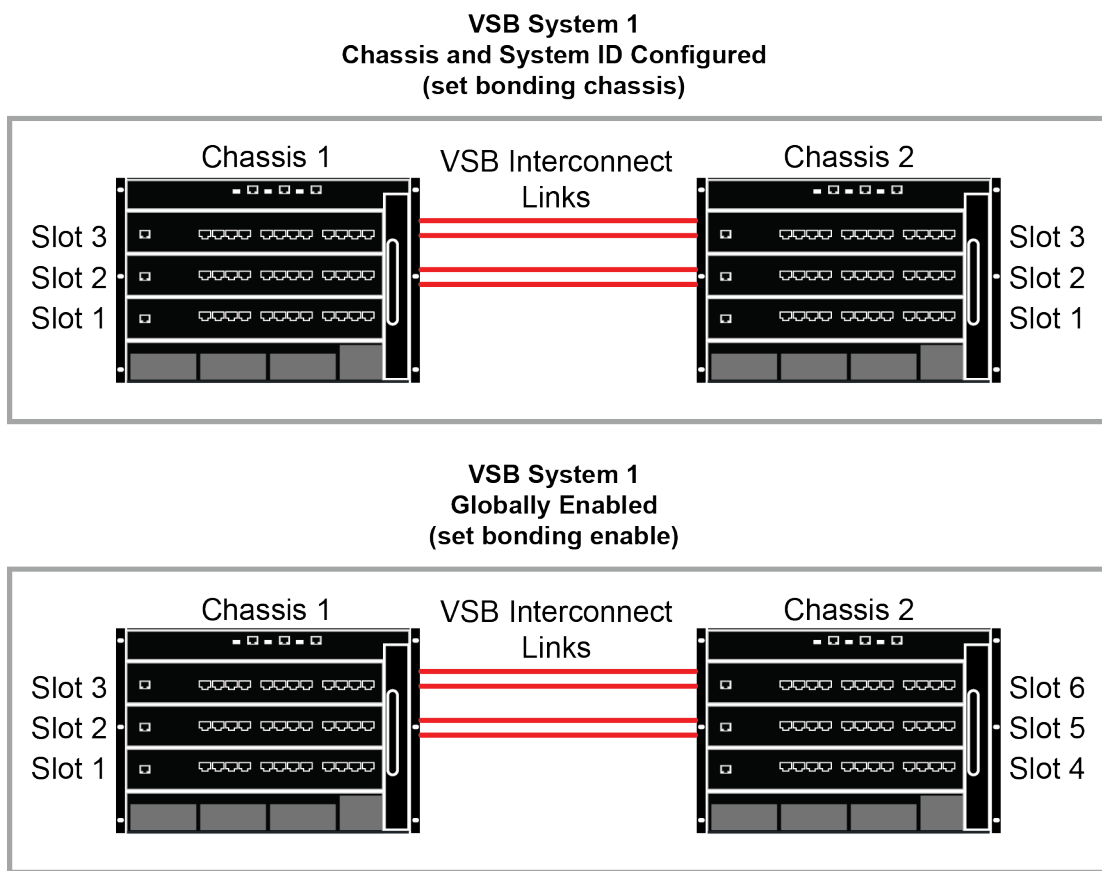 VSB System 1
Chassis and System ID Configured
(set bonding chassis)
Chassis 1
VSB Interconnect
Links
Chassis 2
Slot 3
Slot 2
Slot 1
Slot 3
Slot 2
Slot 1
VSB System 1
Globally Enabled
(set bonding enable)
Chassis 1
VSB Interconnect
Links
Chassis 2
Slot 3
Slot 2
Slot 1
Slot 6
Slot 5
Slot 4